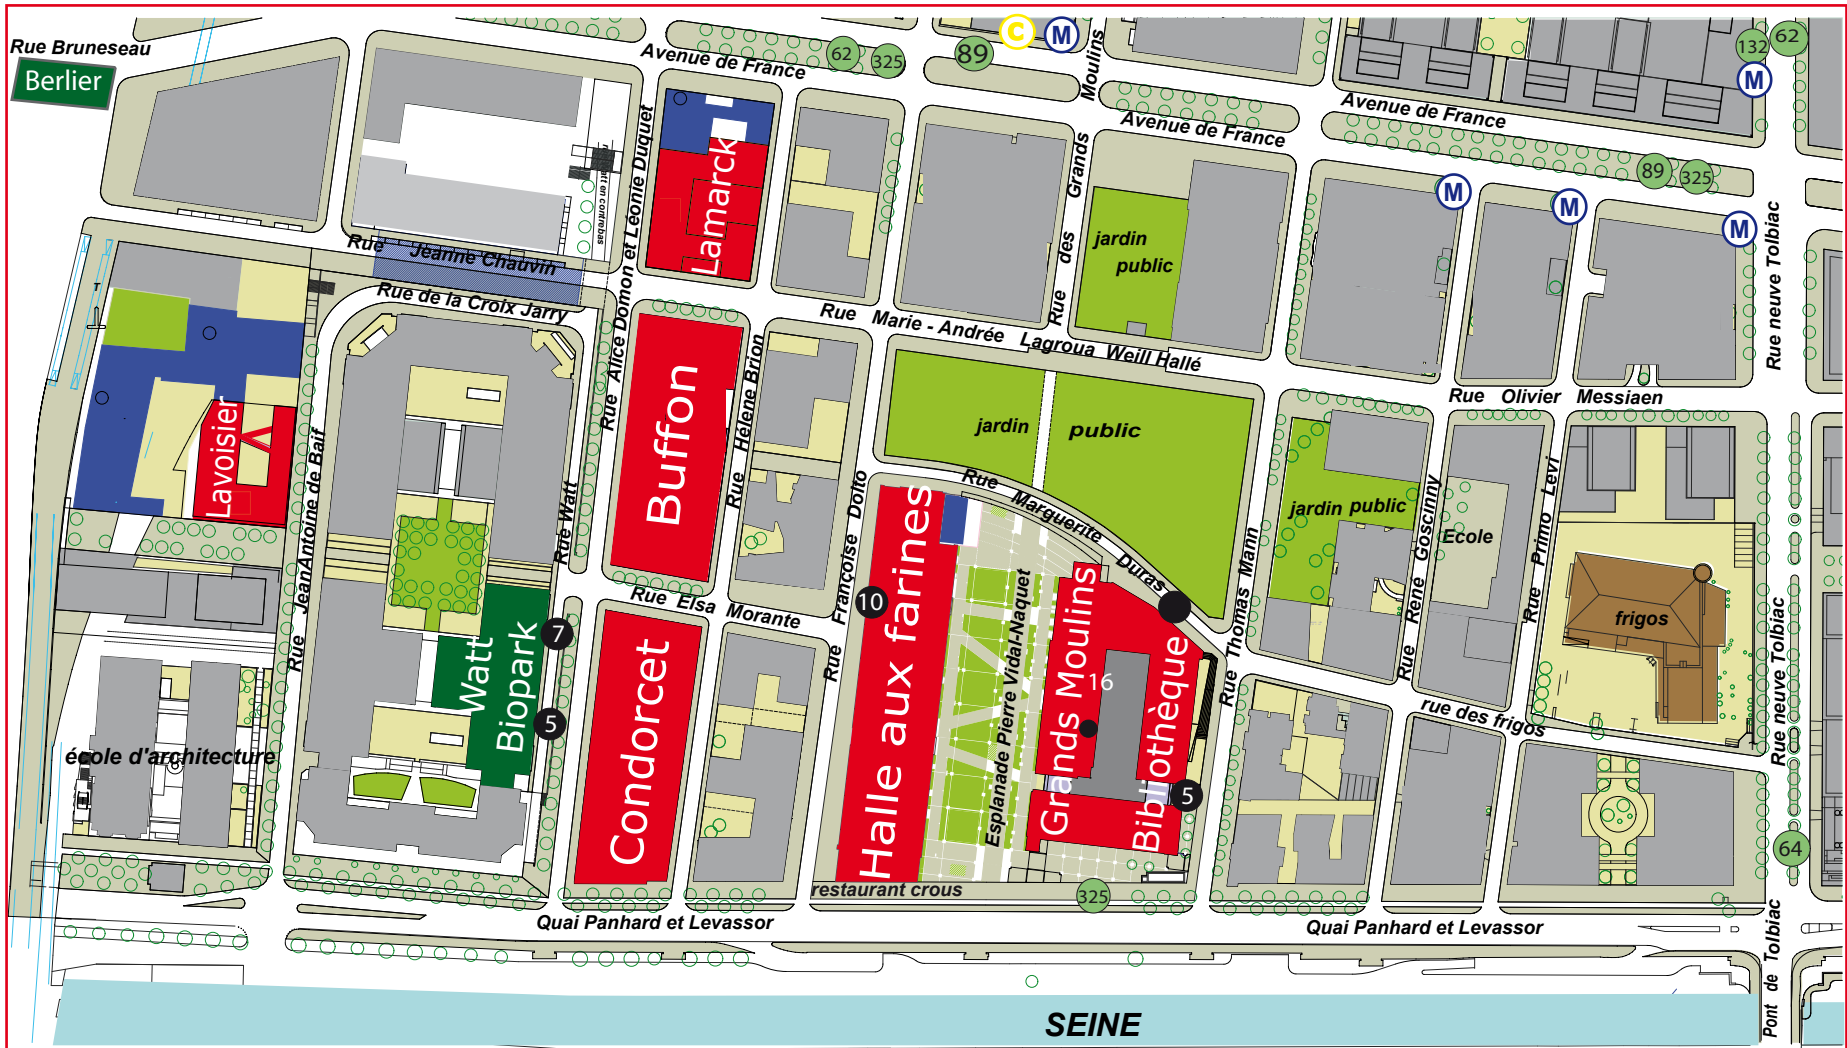 Rue Bruneseau
Berlier
Avenue de France
62
325
89
C
M
Moulins
Avenue de France
Avenue de France
132
62
M
89
325
M
M
M
Rue neuve Tolbiac
Lamarck
Rue Alice Domon et Léonie Duquet
en contrebas
Rue des Grands
jardin
public
Rue Jeanne Chauvin
Rue de la Croix Jarry
Rue Marie - Andrée Lagroua Weill Hallé
Rue Olivier Messiaen
T
Lavoisier
Rue JeanAntoine de Baïf
Rue Watt
Buffon
Rue Hélène Brion
Rue Françoise Dolto
jardin public
Rue Marguerite Duras
Rue Thomas Mann
jardin public
Rue René Goscinny
Ecole
Rue Primo Levi
frigos
Rue neuve Tolbiac
Rue Elsa Morante
10
7
5
Watt
Biopark
Condorcet
Halle aux farines
Esplanade Pierre Vidal-Naquet
Grands Moulins
16
Bibliothèque
5
rue des frigos
école d'architecture
64
restaurant crous
325
Quai Panhard et Levassor
Quai Panhard et Levassor
Pont de Tolbiac
SEINE